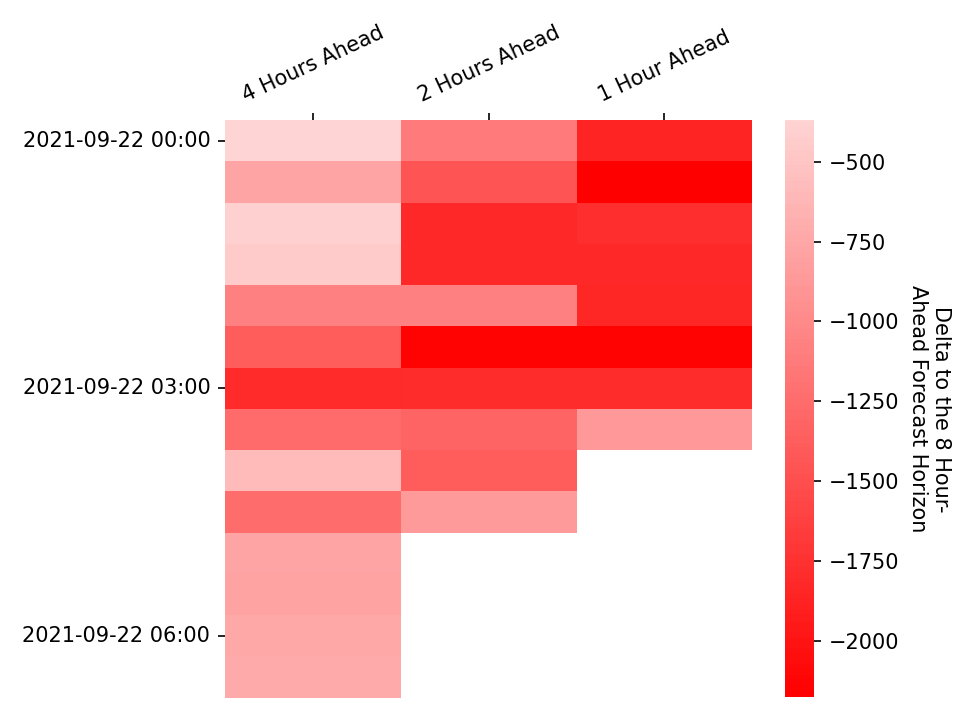 4 Hours Ahead
2 Hours Ahead
1 Hour Ahead
2021-09-22 00:00
2021-09-22 03:00
2021-09-22 06:00
−500
−750
−1000
−1250
−1500
−1750
−2000
Delta to the 8 Hour-
Ahead Forecast Horizon